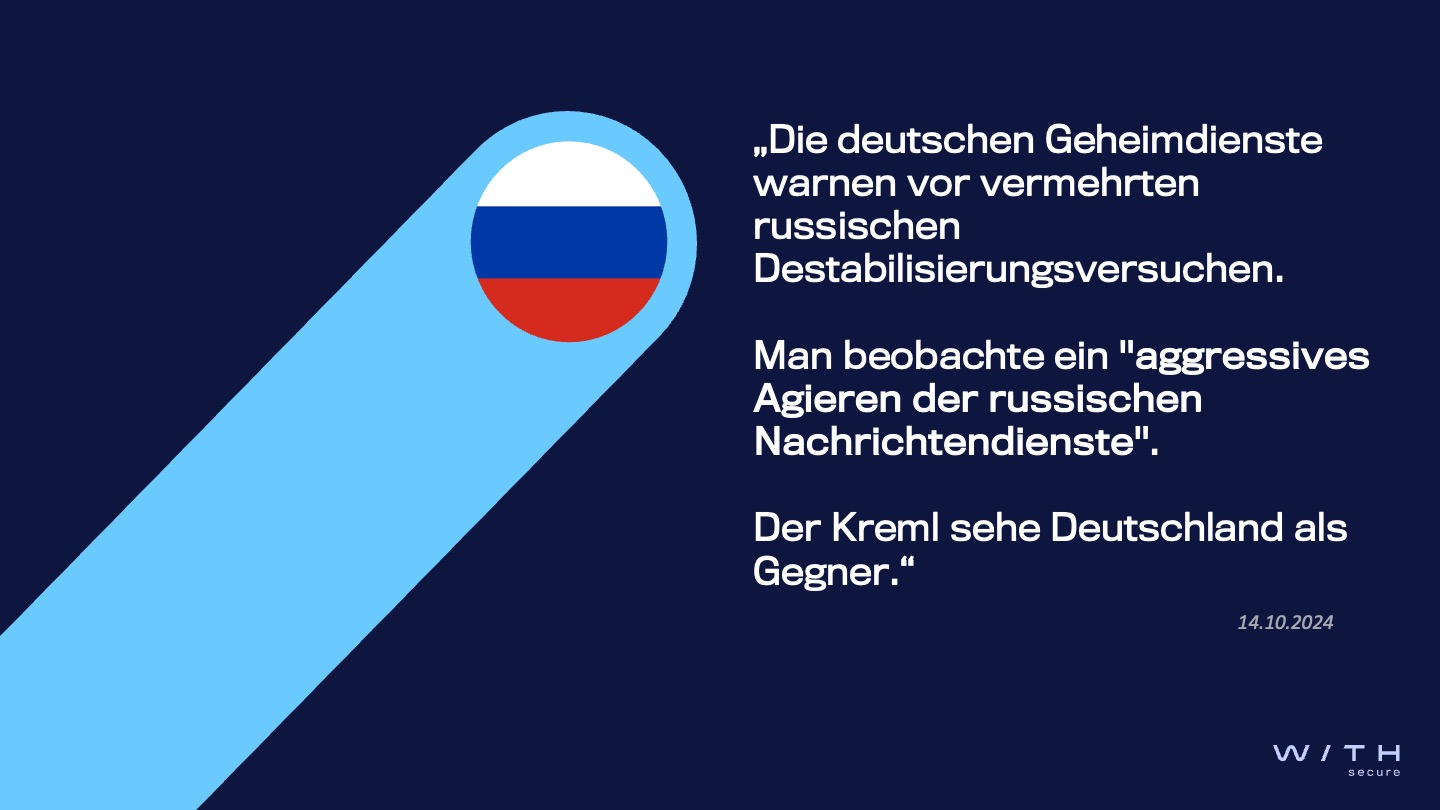 „Die deutschen Geheimdienste
warnen vor vermehrten
russischen
Destabilisierungsversuchen.
Man beobachte ein "aggressives
Agieren der russischen
Nachrichtendienste".
Der Kreml sehe Deutschland als
Gegner.“
14.10.2024
W/TH
secure